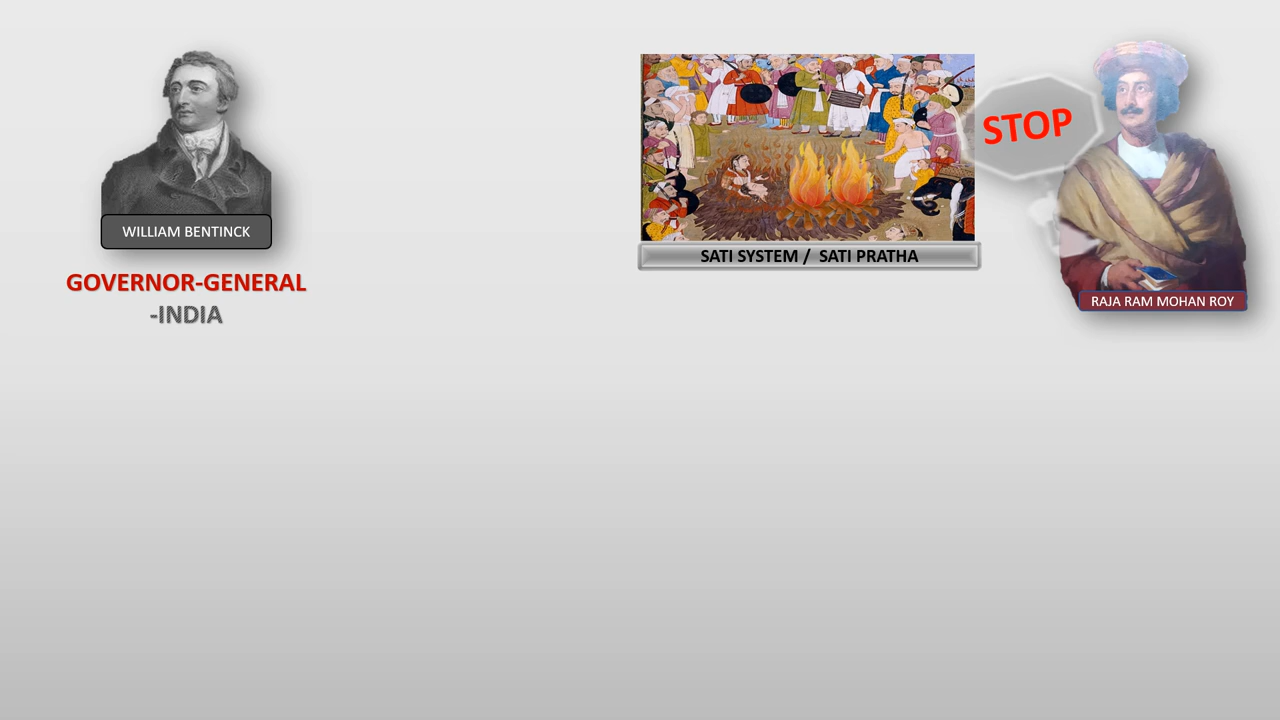 WILLIAM BENTINCK
GOVERNOR-GENERAL
-INDIA
SATI SYSTEM / SATI PRATHA
STOP
RAJA RAM MOHAN ROY